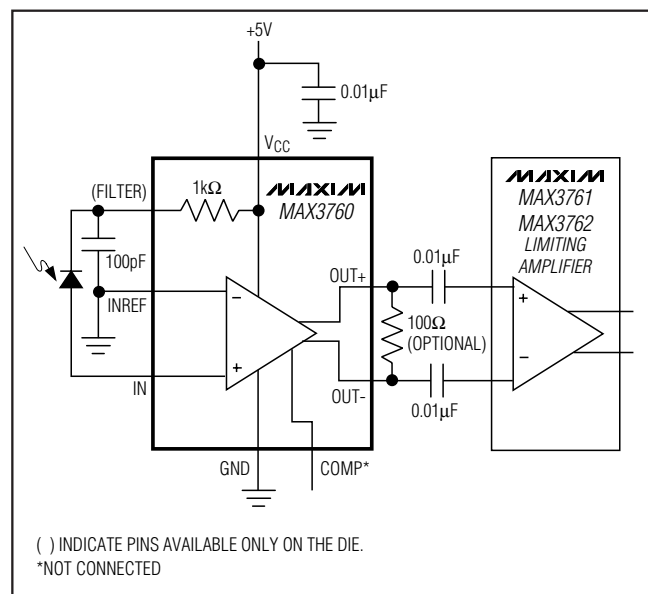 +5V
0.01µF
VCC
(FILTER)
1kΩ
MAXIM
MAX3760
MAXIM
MAX3761
MAX3762
LIMITING
AMPLIFIER
100pF
INREF
−
+
IN
OUT+
OUT-
0.01µF
100Ω
(OPTIONAL)
0.01µF
+
−
GND
COMP*
( ) INDICATE PINS AVAILABLE ONLY ON THE DIE.
*NOT CONNECTED